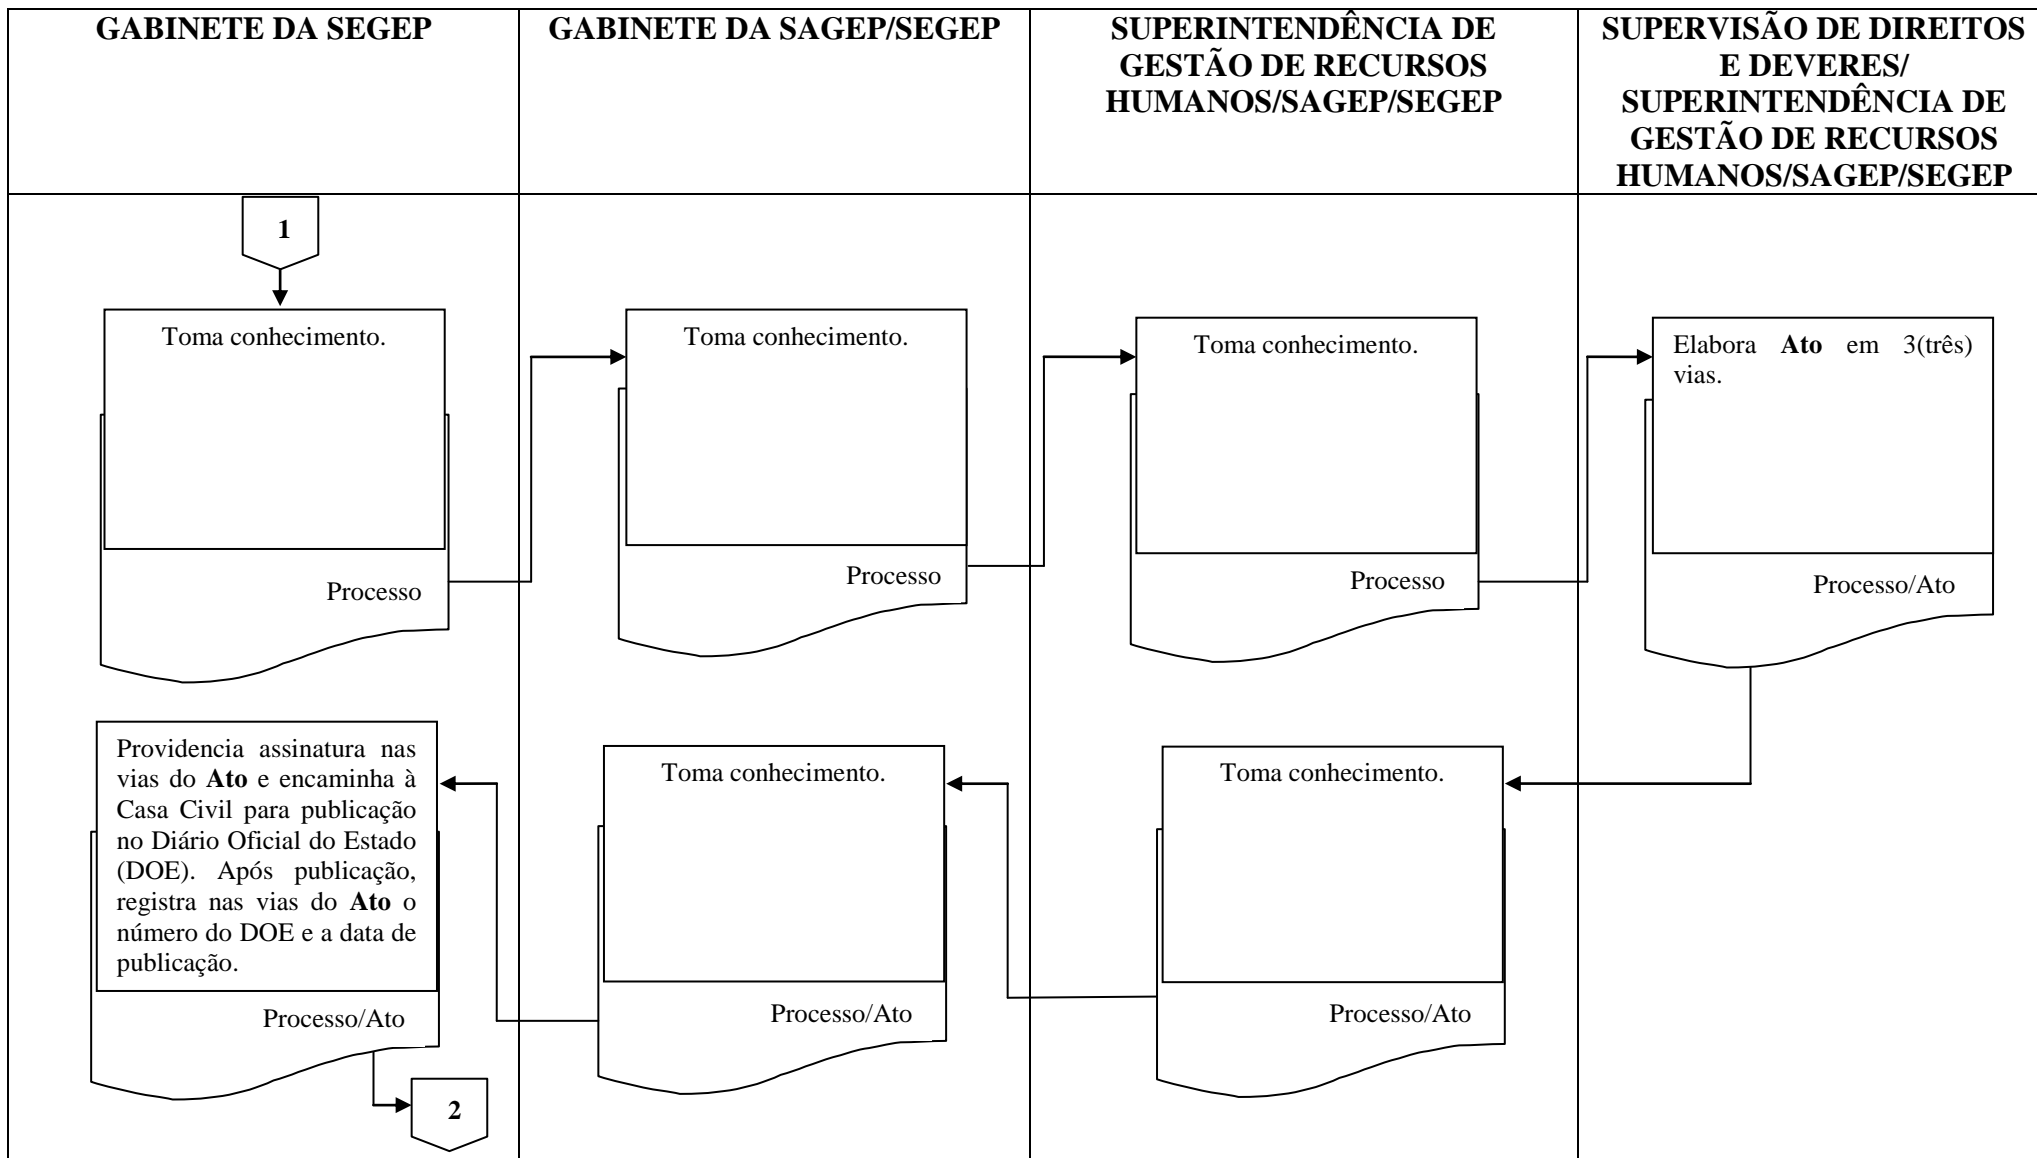 GABINETE DA SEGEP
GABINETE DA SAGEP/SEGEP
SUPERINTENDÊNCIA DE
GESTÃO DE RECURSOS
HUMANOS/SAGEP/SEGEP
SUPERVISÃO DE DIREITOS
E DEVERES/
SUPERINTENDÊNCIA DE
GESTÃO DE RECURSOS
HUMANOS/SAGEP/SEGEP
1
Toma conhecimento.
Processo
Toma conhecimento.
Processo
Toma conhecimento.
Processo
Elabora Ato em 3(três)
vias.
Processo/Ato
Toma conhecimento.
Processo/Ato
Toma conhecimento.
Processo/Ato
Providencia assinatura nas
vias do Ato e encaminha à
Casa Civil para publicação
no Diário Oficial do Estado
(DOE). Após publicação,
registra nas vias do Ato o
número do DOE e a data de
publicação.
Processo/Ato
2